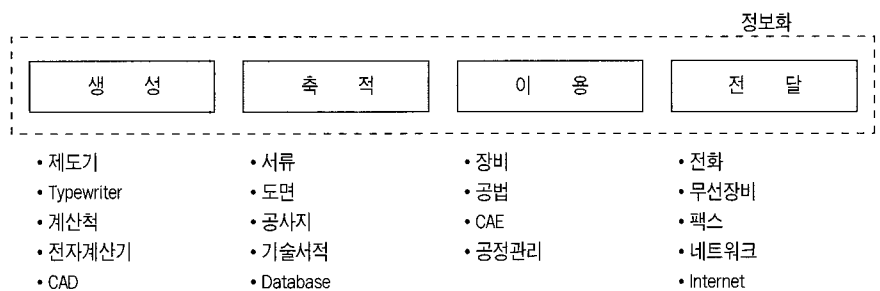 정보화
생 성
축 적
이 용
전 달
• 제도기
• Typewriter
• 계산척
• 전자계산기
• CAD
• 서류
• 도면
• 공사지
• 기술서적
• Database
• 장비
• 공법
• CAE
• 공정관리
• 전화
• 무선장비
• 팩스
• 네트워크
• Internet